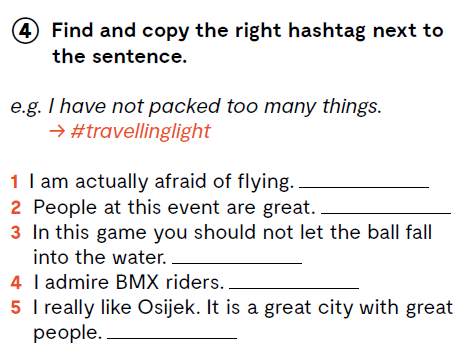 ④ Find and copy the right hashtag next to
the sentence.
e.g. I have not packed too many things.
→ #travellinglight
1 I am actually afraid of flying. ____________
2 People at this event are great. ____________
3 In this game you should not let the ball fall
into the water. ____________
4 I admire BMX riders. ____________
5 I really like Osijek. It is a great city with great
people. ____________